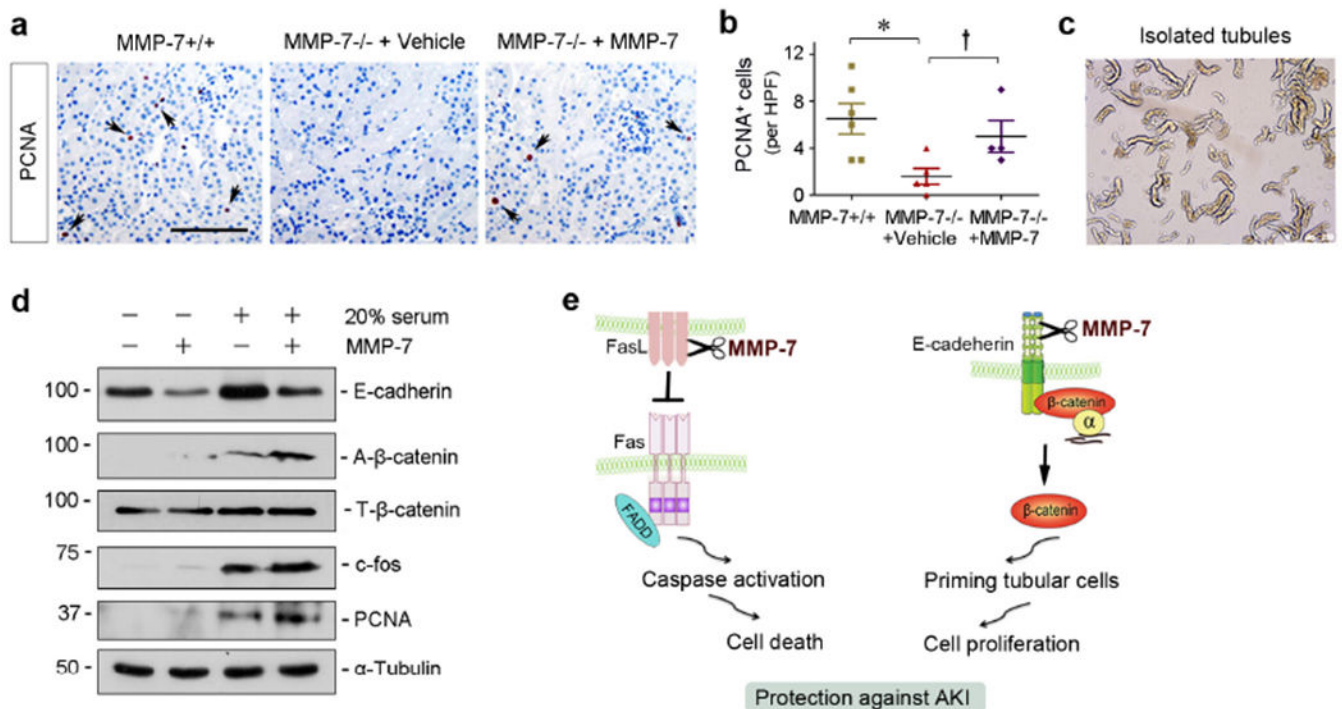 a
MMP-7+/+
MMP-7-/- + Vehicle
MMP-7-/- + MMP-7
PCNA
b
PCNA+ cells
(per HPF)
12
8
4
0
*
†
MMP-7+/+
MMP-7-/-
+Vehicle
MMP-7-/-
+MMP-7
c
Isolated tubules
d
– – + + 20% serum
– + – + MMP-7
100 - - E-cadherin
100 - - A-β-catenin
100 - - T-β-catenin
75 - - c-fos
37 - - PCNA
50 - - α-Tubulin
e
FasL
MMP-7
Fas
FADD
Caspase activation
Cell death
E-cadeherin
MMP-7
β-catenin
α
β-catenin
Priming tubular cells
Cell proliferation
Protection against AKI